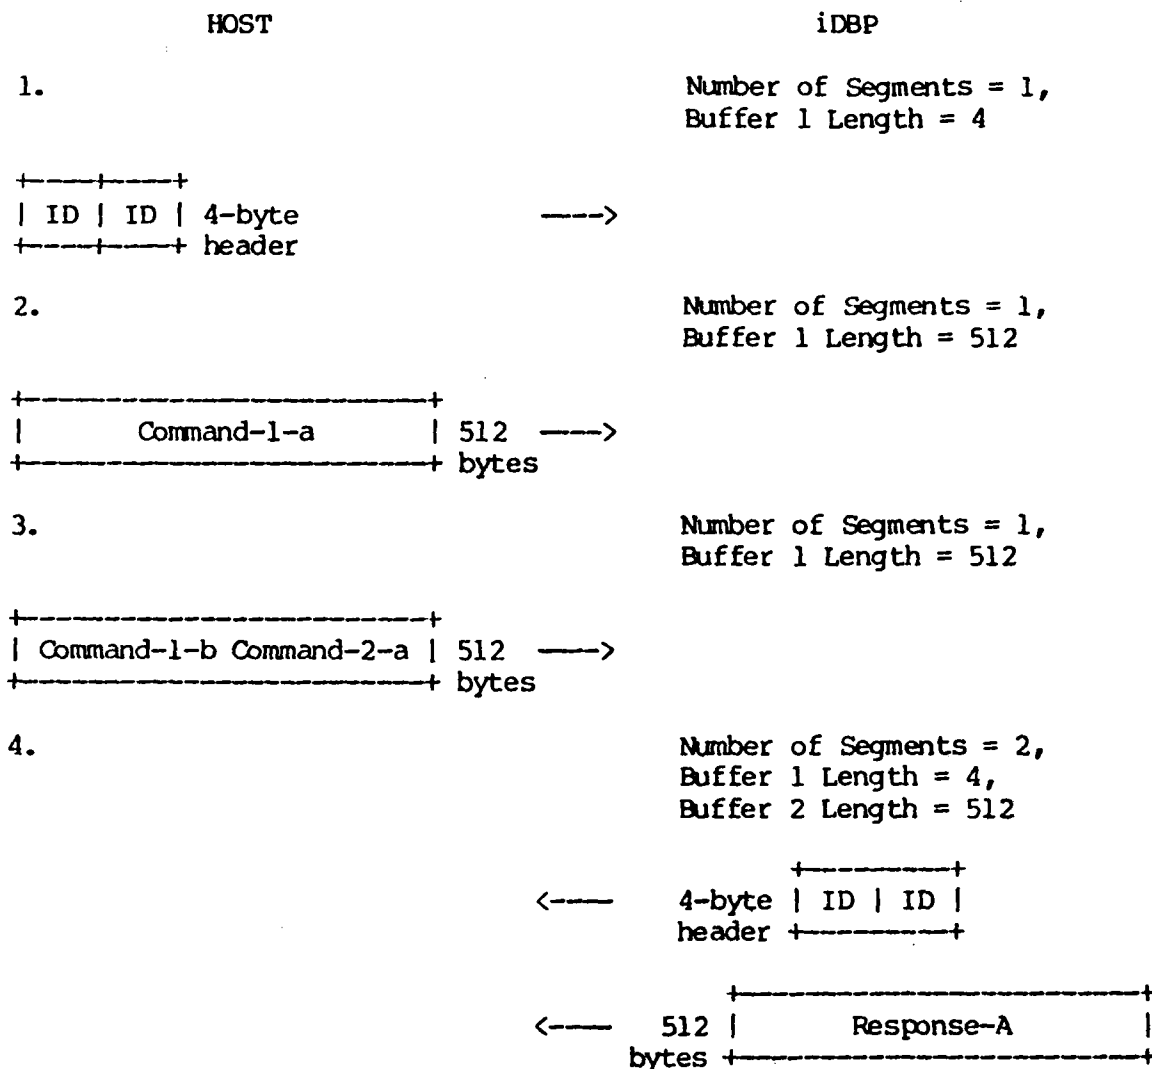 HOST iDBP
1. Number of Segments = 1,
Buffer 1 Length = 4
| ID | ID | 4-byte ---->
header
2. Number of Segments = 1,
Buffer 1 Length = 512
| Command-1-a | 512 ---->
bytes
3. Number of Segments = 1,
Buffer 1 Length = 512
| Command-1-b Command-2-a | 512 ---->
bytes
4. Number of Segments = 2,
Buffer 1 Length = 4,
Buffer 2 Length = 512
<---- 4-byte | ID | ID |
header
<---- 512 | Response-A |
bytes